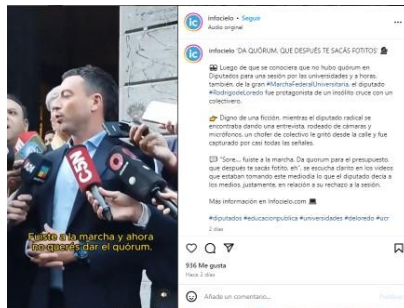 infocielo • Seguir
Audio original
infocielo "DA QUÓRUM, QUE DESPUÉS TE SACÁS FOTITOS"
Luego de que se conociera que no hubo quórum en
Diputados para una sesión por las universidades y a horas,
también, de la gran #MarchaFederalUniversitaria, el diputado
#RodrigodeLoredo fue protagonista de un insólito cruce con un
colectivero.
Digno de una ficción, mientras el diputado radical se
encontraba dando una entrevista, rodeado de cámaras y
micrófonos, un chofer de colectivo le gritó desde la calle y fue
capturado por casi todas las señales.
"Sore... fuiste a la marcha. Da quorum para el presupuesto,
que después te sacás fotitos, eh", se escucha clarito en los videos
que estaban tomando este mediodía lo que el diputado decía a
los medios, justamente, en relación a su rechazo a la sesión.
Más información en Infocielo.com
#diputados #educacionpublica #universidades #deloredo #ucr
2 días
C5N
Fuiste a la marcha y ahora
no querés dar el quórum.
936 Me gusta
Hace 2 días
Añade un comentario...